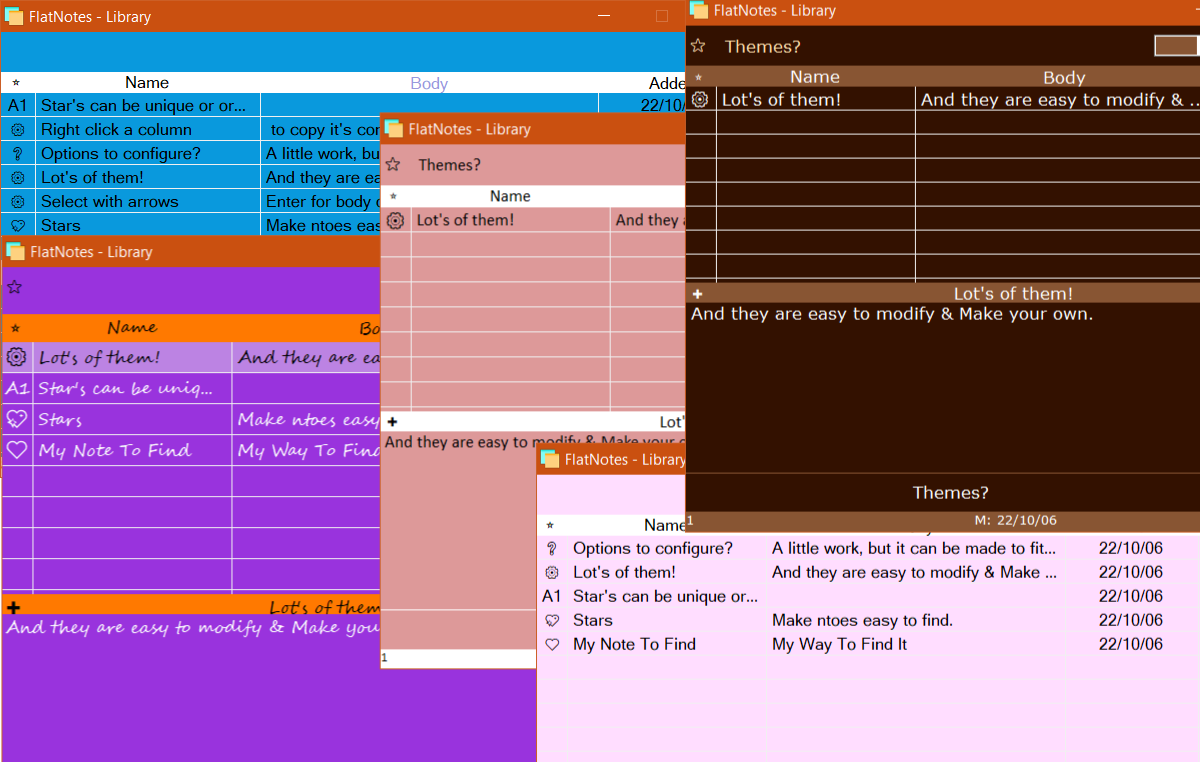 FlatNotes - Library
Name Body Adde
A1 Star's can be unique or or... 22/10/
Right click a column to copy it's cor
Options to configure? A little work, bu
Lot's of them! And they are ea
Select with arrows Enter for body
Stars Make ntoes eas
FlatNotes - Library
Name Bo
Lot's of them! And they are ea
A1 Star's can be uniq...
Stars Make ntoes easy
My Note To Find My Way To Find
Lot's of them
And they are easy to modify & Make you
FlatNotes - Library
Themes?
Name
Lot's of them! And they
Lot'
And they are easy to modify & Make your
1
FlatNotes - Library
Themes?
Name Body
Lot's of them! And they are easy to modify & ..
Lot's of them!
And they are easy to modify & Make your own.
Themes?
1 M: 22/10/06
FlatNotes - Library
Name
Options to configure? A little work, but it can be made to fit... 22/10/06
Lot's of them! And they are easy to modify & Make ... 22/10/06
A1 Star's can be unique or... 22/10/06
Stars Make ntoes easy to find. 22/10/06
My Note To Find My Way To Find It 22/10/06